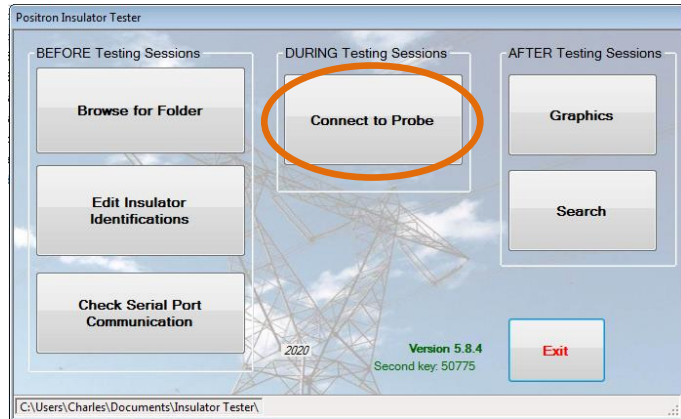 Positron Insulator Tester
BEFORE Testing Sessions
Browse for Folder
Edit Insulator
Identifications
Check Serial Port
Communication
DURING Testing Sessions
Connect to Probe
AFTER Testing Sessions
Graphics
Search
2020
Version 5.8.4
Second key: 50775
Exit
C:\Users\Charles\Documents\Insulator Tester\